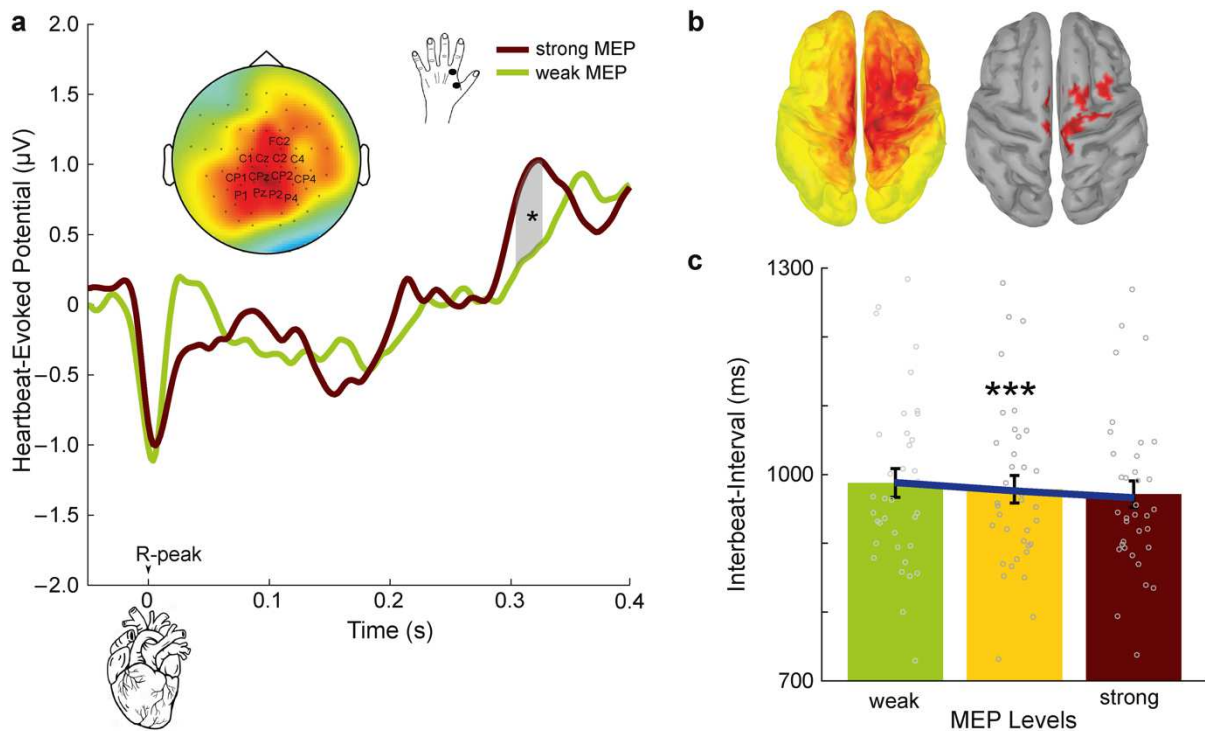 a
strong MEP
weak MEP
FC2
C1 Cz C2 C4
CP1 CPz CP2 CP4
P1 Pz P2 P4
*
2.0
1.5
1.0
0.5
0
−0.5
−1.0
−1.5
−2.0
Heartbeat-Evoked Potential (µV)
R-peak
0 0.1 0.2 0.3 0.4
Time (s)
b
c
1300
1000
700
Interbeat-Interval (ms)
***
weak strong
MEP Levels